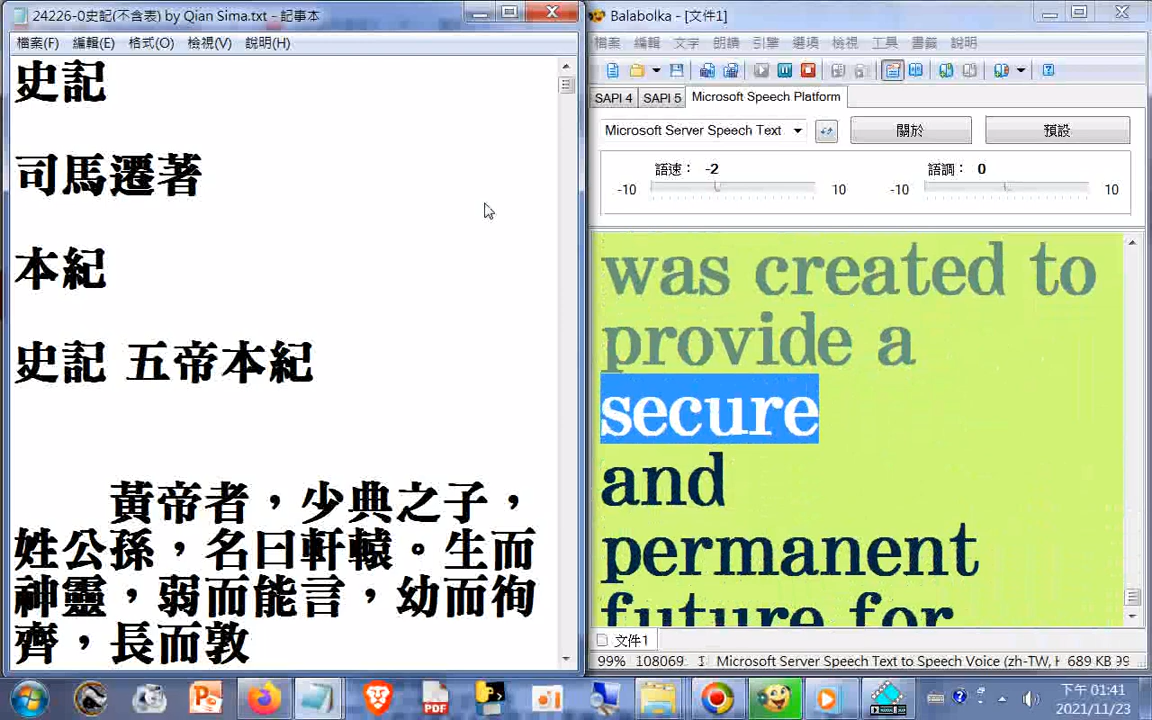 24226-0史記(不含表) by Qian Sima.txt - 記事本
檔案(F) 編輯(E) 格式(O) 檢視(V) 說明(H)
史記
司馬遷著
本紀
史記 五帝本紀
黃帝者，少典之子，
姓公孫，名曰軒轅。生而
神靈，弱而能言，幼而徇
齊，長而敦
Balabolka - [文件1]
檔案 編輯 文字 朗讀 引擎 選項 檢視 工具 書籤 說明
SAPI 4 SAPI 5 Microsoft Speech Platform
Microsoft Server Speech Text 關於 預設
語速： -2 語調： 0
-10 10 -10 10
was created to
provide a
secure
and
permanent
future for
文件1
99% 108069 Microsoft Server Speech Text to Speech Voice (zh-TW, H 689 KB 99
PDF
下午 01:41
2021/11/23